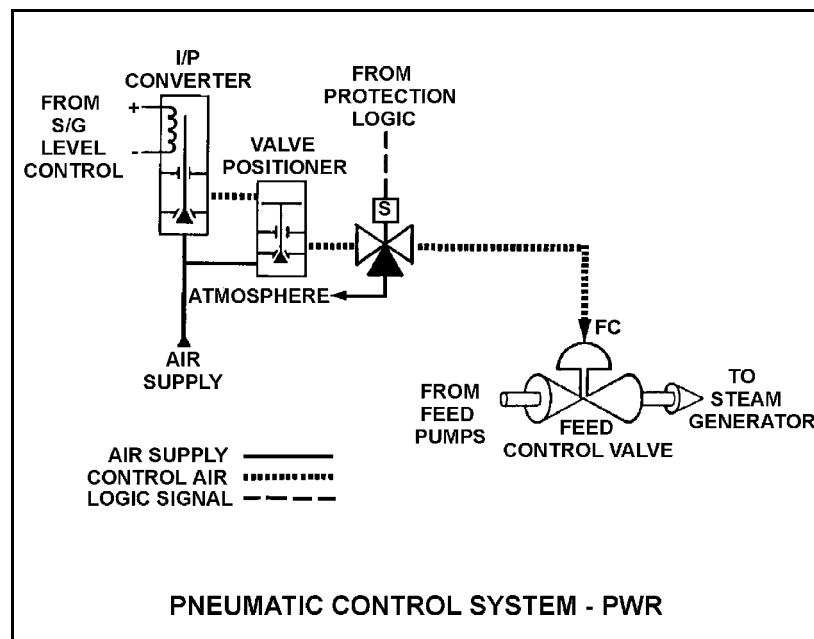 I/P
CONVERTER
FROM
S/G
LEVEL
CONTROL
+
-
VALVE
POSITIONER
FROM
PROTECTION
LOGIC
S
ATMOSPHERE
AIR
SUPPLY
FC
FROM
FEED
PUMPS
FEED
CONTROL VALVE
TO
STEAM
GENERATOR
AIR SUPPLY
CONTROL AIR
LOGIC SIGNAL
PNEUMATIC CONTROL SYSTEM - PWR